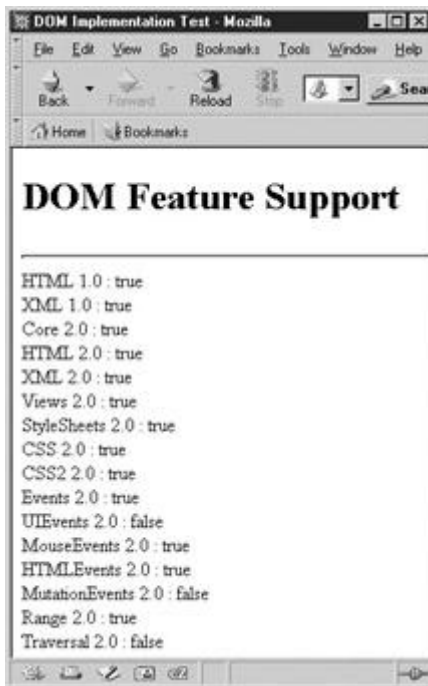 DOM Implementation Test - Mozilla
File Edit View Go Bookmarks Tools Window Help
Back Forward Reload Stop Sea
Home Bookmarks
DOM Feature Support
HTML 1.0 : true
XML 1.0 : true
Core 2.0 : true
HTML 2.0 : true
XML 2.0 : true
Views 2.0 : true
StyleSheets 2.0 : true
CSS 2.0 : true
CSS2 2.0 : true
Events 2.0 : true
UIEvents 2.0 : false
MouseEvents 2.0 : true
HTMLEvents 2.0 : true
MutationEvents 2.0 : false
Range 2.0 : true
Traversal 2.0 : false